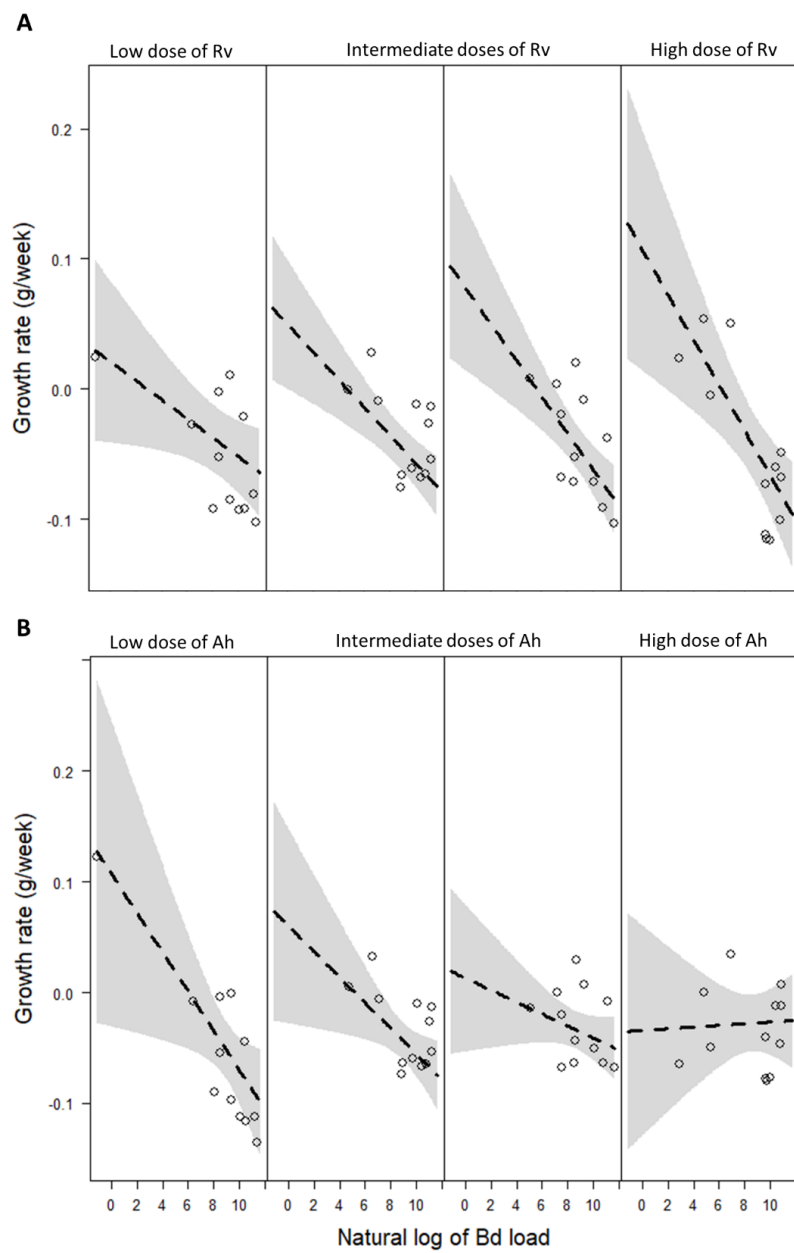 A
Low dose of Rv Intermediate doses of Rv High dose of Rv
0.2
0.1
0.0
-0.1
Growth rate (g/week)
B
Low dose of Ah Intermediate doses of Ah High dose of Ah
0.2
0.1
0.0
-0.1
Growth rate (g/week)
0 2 4 6 8 10 0 2 4 6 8 10 0 2 4 6 8 10 0 2 4 6 8 10
Natural log of Bd load